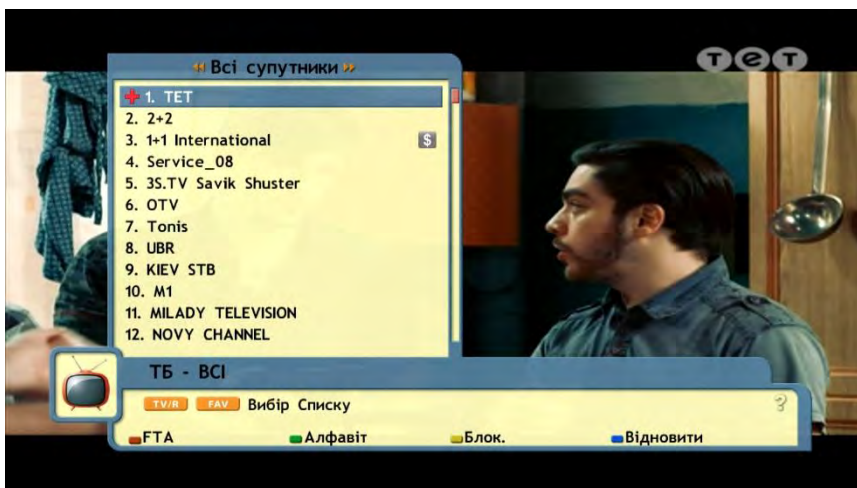 Всі супутники
тет
1. ТЕТ
2. 2+2
3. 1+1 International $
4. Service_08
5. 3S.TV Savik Shuster
6. OTV
7. Tonis
8. UBR
9. KIEV STB
10. M1
11. MILADY TELEVISION
12. NOVY CHANNEL
ТБ - ВСІ
TV/R FAV Вибір Списку ?
FTA Алфавіт Блок. Відновити